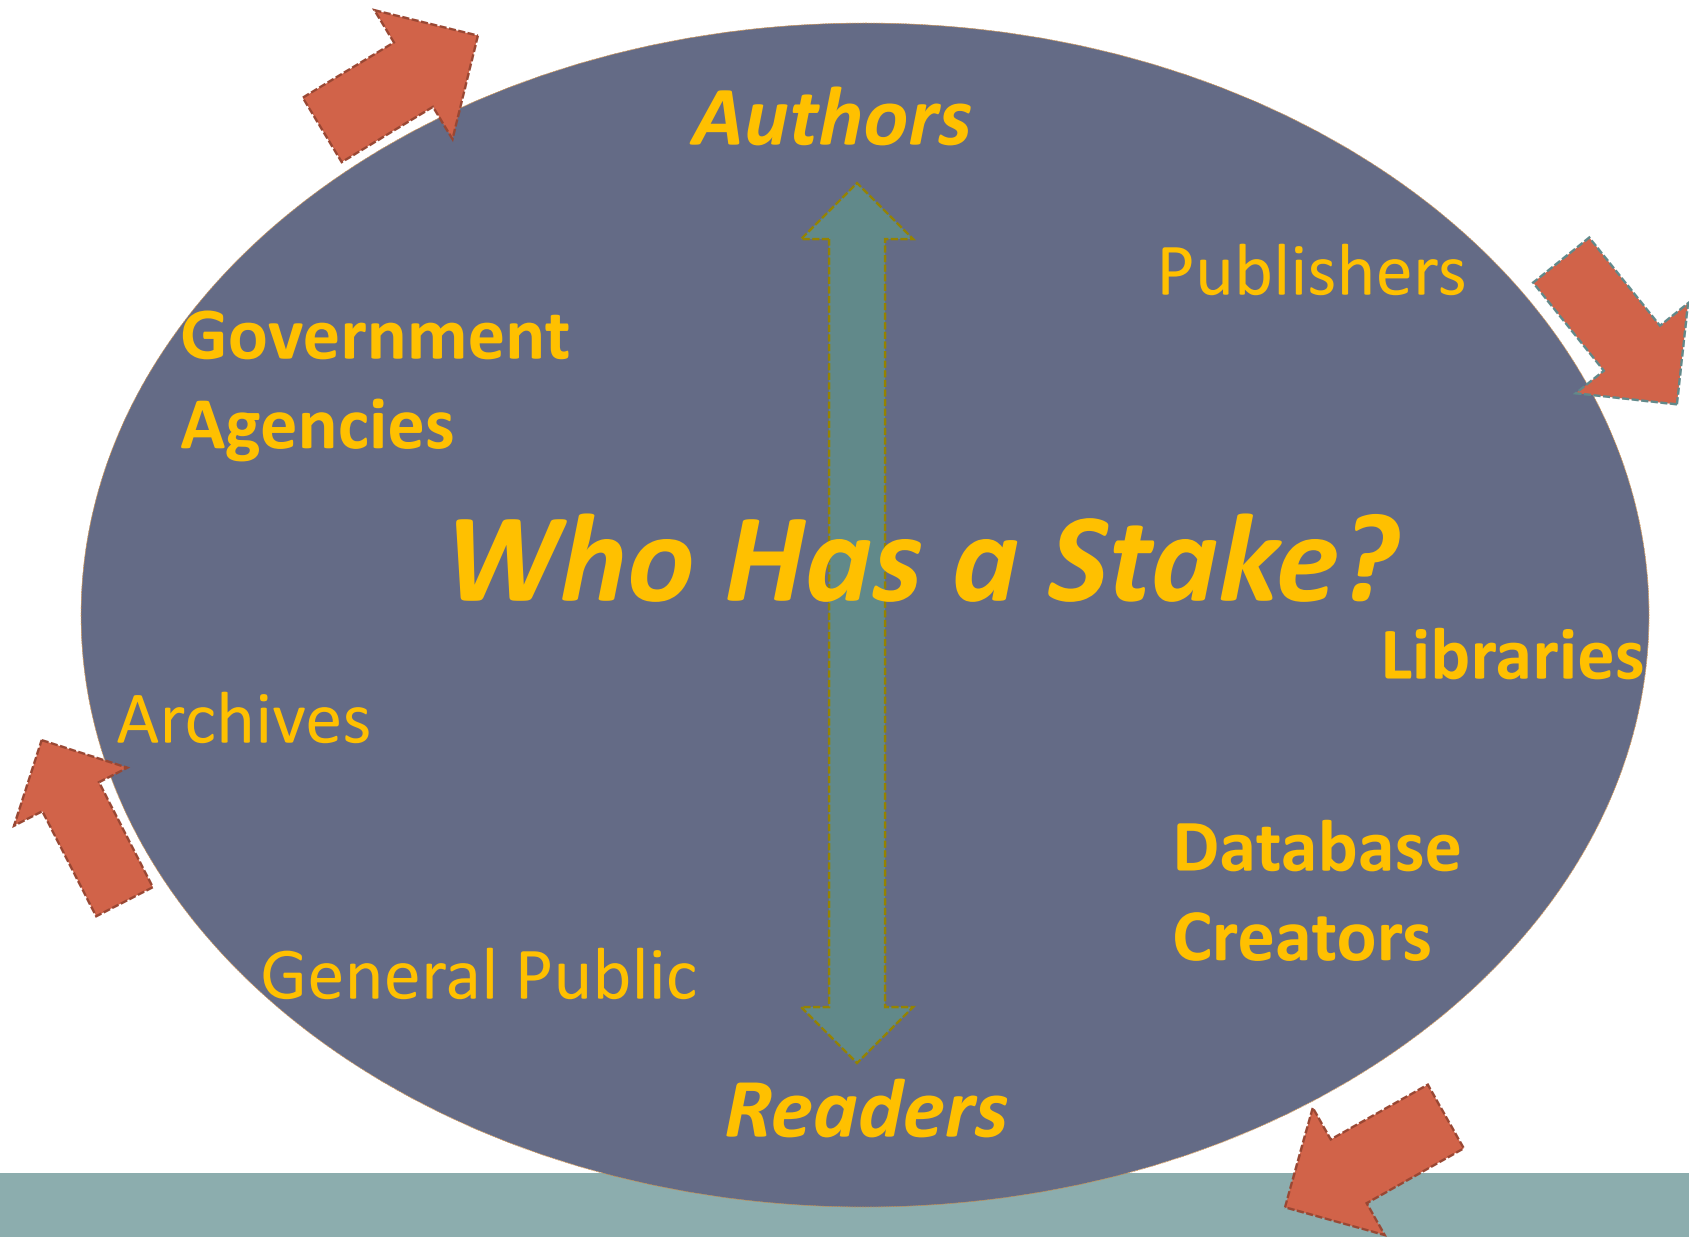 Authors
Publishers
Government
Agencies
Who Has a Stake?
Libraries
Archives
Database
Creators
General Public
Readers